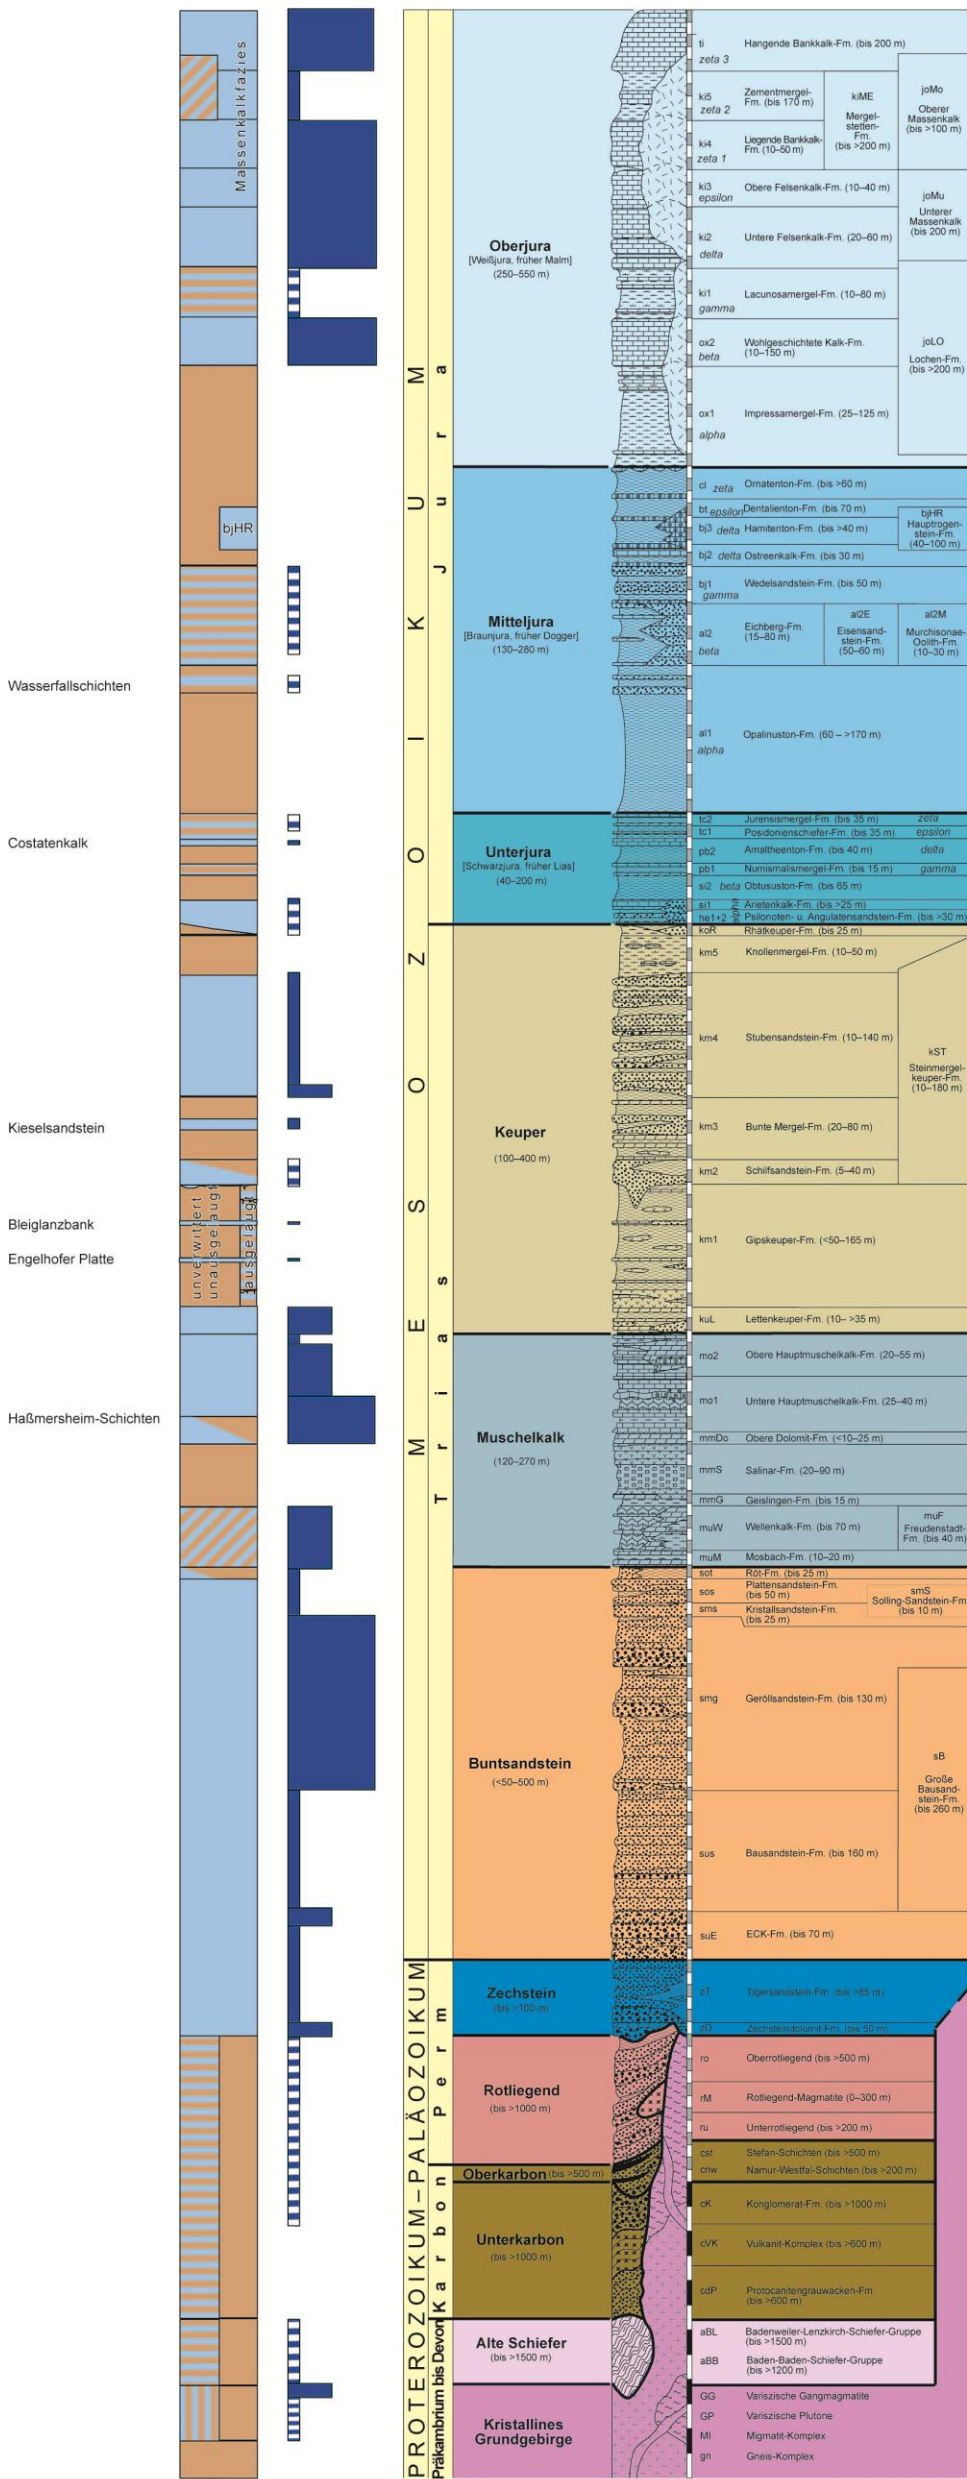 Massenkalkfazies
bjHR
Wasserfallschichten
Costatenkalk
Kieselsandstein
unverwittert
unausgelaugt
ausgelaugt
Bleiglanzbank
Engelhofer Platte
Haßmersheim-Schichten
MESOZOIKUM
Jura
Trias
PROTEROZOIKUM–PALÄOZOIKUM
Perm
Karbon
Präkambrium bis Devon
Oberjura
[Weißjura, früher Malm]
(250–550 m)
ti Hangende Bankkalk-Fm. (bis 200 m)
zeta 3
ki5 Zementmergel-
Fm. (bis 170 m)
zeta 2
ki4 Liegende Bankkalk-
Fm. (10–50 m)
zeta 1
kiME
Mergel-
stetten-
Fm.
(bis >200 m)
joMo
Oberer
Massenkalk
(bis >100 m)
ki3 Obere Felsenkalk-Fm. (10–40 m)
epsilon
ki2 Untere Felsenkalk-Fm. (20–60 m)
delta
joMu
Unterer
Massenkalk
(bis 200 m)
ki1 Lacunosamergel-Fm. (10–80 m)
gamma
ox2 Wohlgeschichtete Kalk-Fm.
(10–150 m)
beta
ox1 Impressamergel-Fm. (25–125 m)
alpha
joLO
Lochen-Fm.
(bis >200 m)
Mitteljura
[Braunjura, früher Dogger]
(130–280 m)
cl zeta Ornatenton-Fm. (bis >60 m)
bt epsilon Dentalienton-Fm. (bis 70 m)
bj3 delta Hamitenton-Fm. (bis >40 m)
bj2 delta Ostreenkalk-Fm. (bis 30 m)
bjHR
Hauptrogen-
stein-Fm.
(40–100 m)
bj1 Wedelsandstein-Fm. (bis 50 m)
gamma
al2 Eichberg-Fm.
(15–80 m)
beta
al2E
Eisensand-
stein-Fm.
(50–60 m)
al2M
Murchisonae-
Oolith-Fm.
(10–30 m)
al1 Opalinuston-Fm. (60 – >170 m)
alpha
Unterjura
[Schwarzjura, früher Lias]
(40–200 m)
tc2 Jurensismergel-Fm. (bis 35 m) zeta
tc1 Posidonienschiefer-Fm. (bis 35 m) epsilon
pb2 Amaltheenton-Fm. (bis 40 m) delta
pb1 Numismalismergel-Fm. (bis 15 m) gamma
si2 beta Obtususton-Fm. (bis 65 m)
si1 Arietenkalk-Fm. (bis >25 m)
alpha
he1+2 Psilonoten- u. Angulatensandstein-Fm. (bis >30 m)
Keuper
(100–400 m)
koR Rhätkeuper-Fm. (bis 25 m)
km5 Knollenmergel-Fm. (10–50 m)
km4 Stubensandstein-Fm. (10–140 m)
km3 Bunte Mergel-Fm. (20–80 m)
km2 Schilfsandstein-Fm. (5–40 m)
kST
Steinmergel-
keuper-Fm.
(10–180 m)
km1 Gipskeuper-Fm. (<50–165 m)
kuL Lettenkeuper-Fm. (10– >35 m)
Muschelkalk
(120–270 m)
mo2 Obere Hauptmuschelkalk-Fm. (20–55 m)
mo1 Untere Hauptmuschelkalk-Fm. (25–40 m)
mmDo Obere Dolomit-Fm. (<10–25 m)
mmS Salinar-Fm. (20–90 m)
mmG Geislingen-Fm. (bis 15 m)
muW Wellenkalk-Fm. (bis 70 m)
muF
Freudenstadt-
Fm. (bis 40 m)
muM Mosbach-Fm. (10–20 m)
Buntsandstein
(<50–500 m)
sot Röt-Fm. (bis 25 m)
sos Plattensandstein-Fm.
(bis 50 m)
sms Kristallsandstein-Fm.
(bis 25 m)
smS
Solling-Sandstein-Fm
(bis 10 m)
smg Geröllsandstein-Fm. (bis 130 m)
sB
Große
Bausand-
stein-Fm.
(bis 260 m)
sus Bausandstein-Fm. (bis 160 m)
suE ECK-Fm. (bis 70 m)
Zechstein
(bis >100 m)
zT Tigersandstein-Fm. (bis >85 m)
zD Zechsteindolomit-Fm. (bis 50 m)
Rotliegend
(bis >1000 m)
ro Oberrotliegend (bis >500 m)
rM Rotliegend-Magmatite (0–300 m)
ru Unterrotliegend (bis >200 m)
Oberkarbon (bis >500 m)
cst Stefan-Schichten (bis >500 m)
cnw Namur-Westfal-Schichten (bis >200 m)
Unterkarbon
(bis >1000 m)
cK Konglomerat-Fm. (bis >1000 m)
cVK Vulkanit-Komplex (bis >600 m)
cdP Protocanitengrauwacken-Fm.
(bis >600 m)
Alte Schiefer
(bis >1500 m)
aBL Badenweiler-Lenzkirch-Schiefer-Gruppe
(bis >1500 m)
aBB Baden-Baden-Schiefer-Gruppe
(bis >1200 m)
Kristallines
Grundgebirge
GG Variszische Gangmagmatite
GP Variszische Plutone
MI Migmatit-Komplex
gn Gneis-Komplex